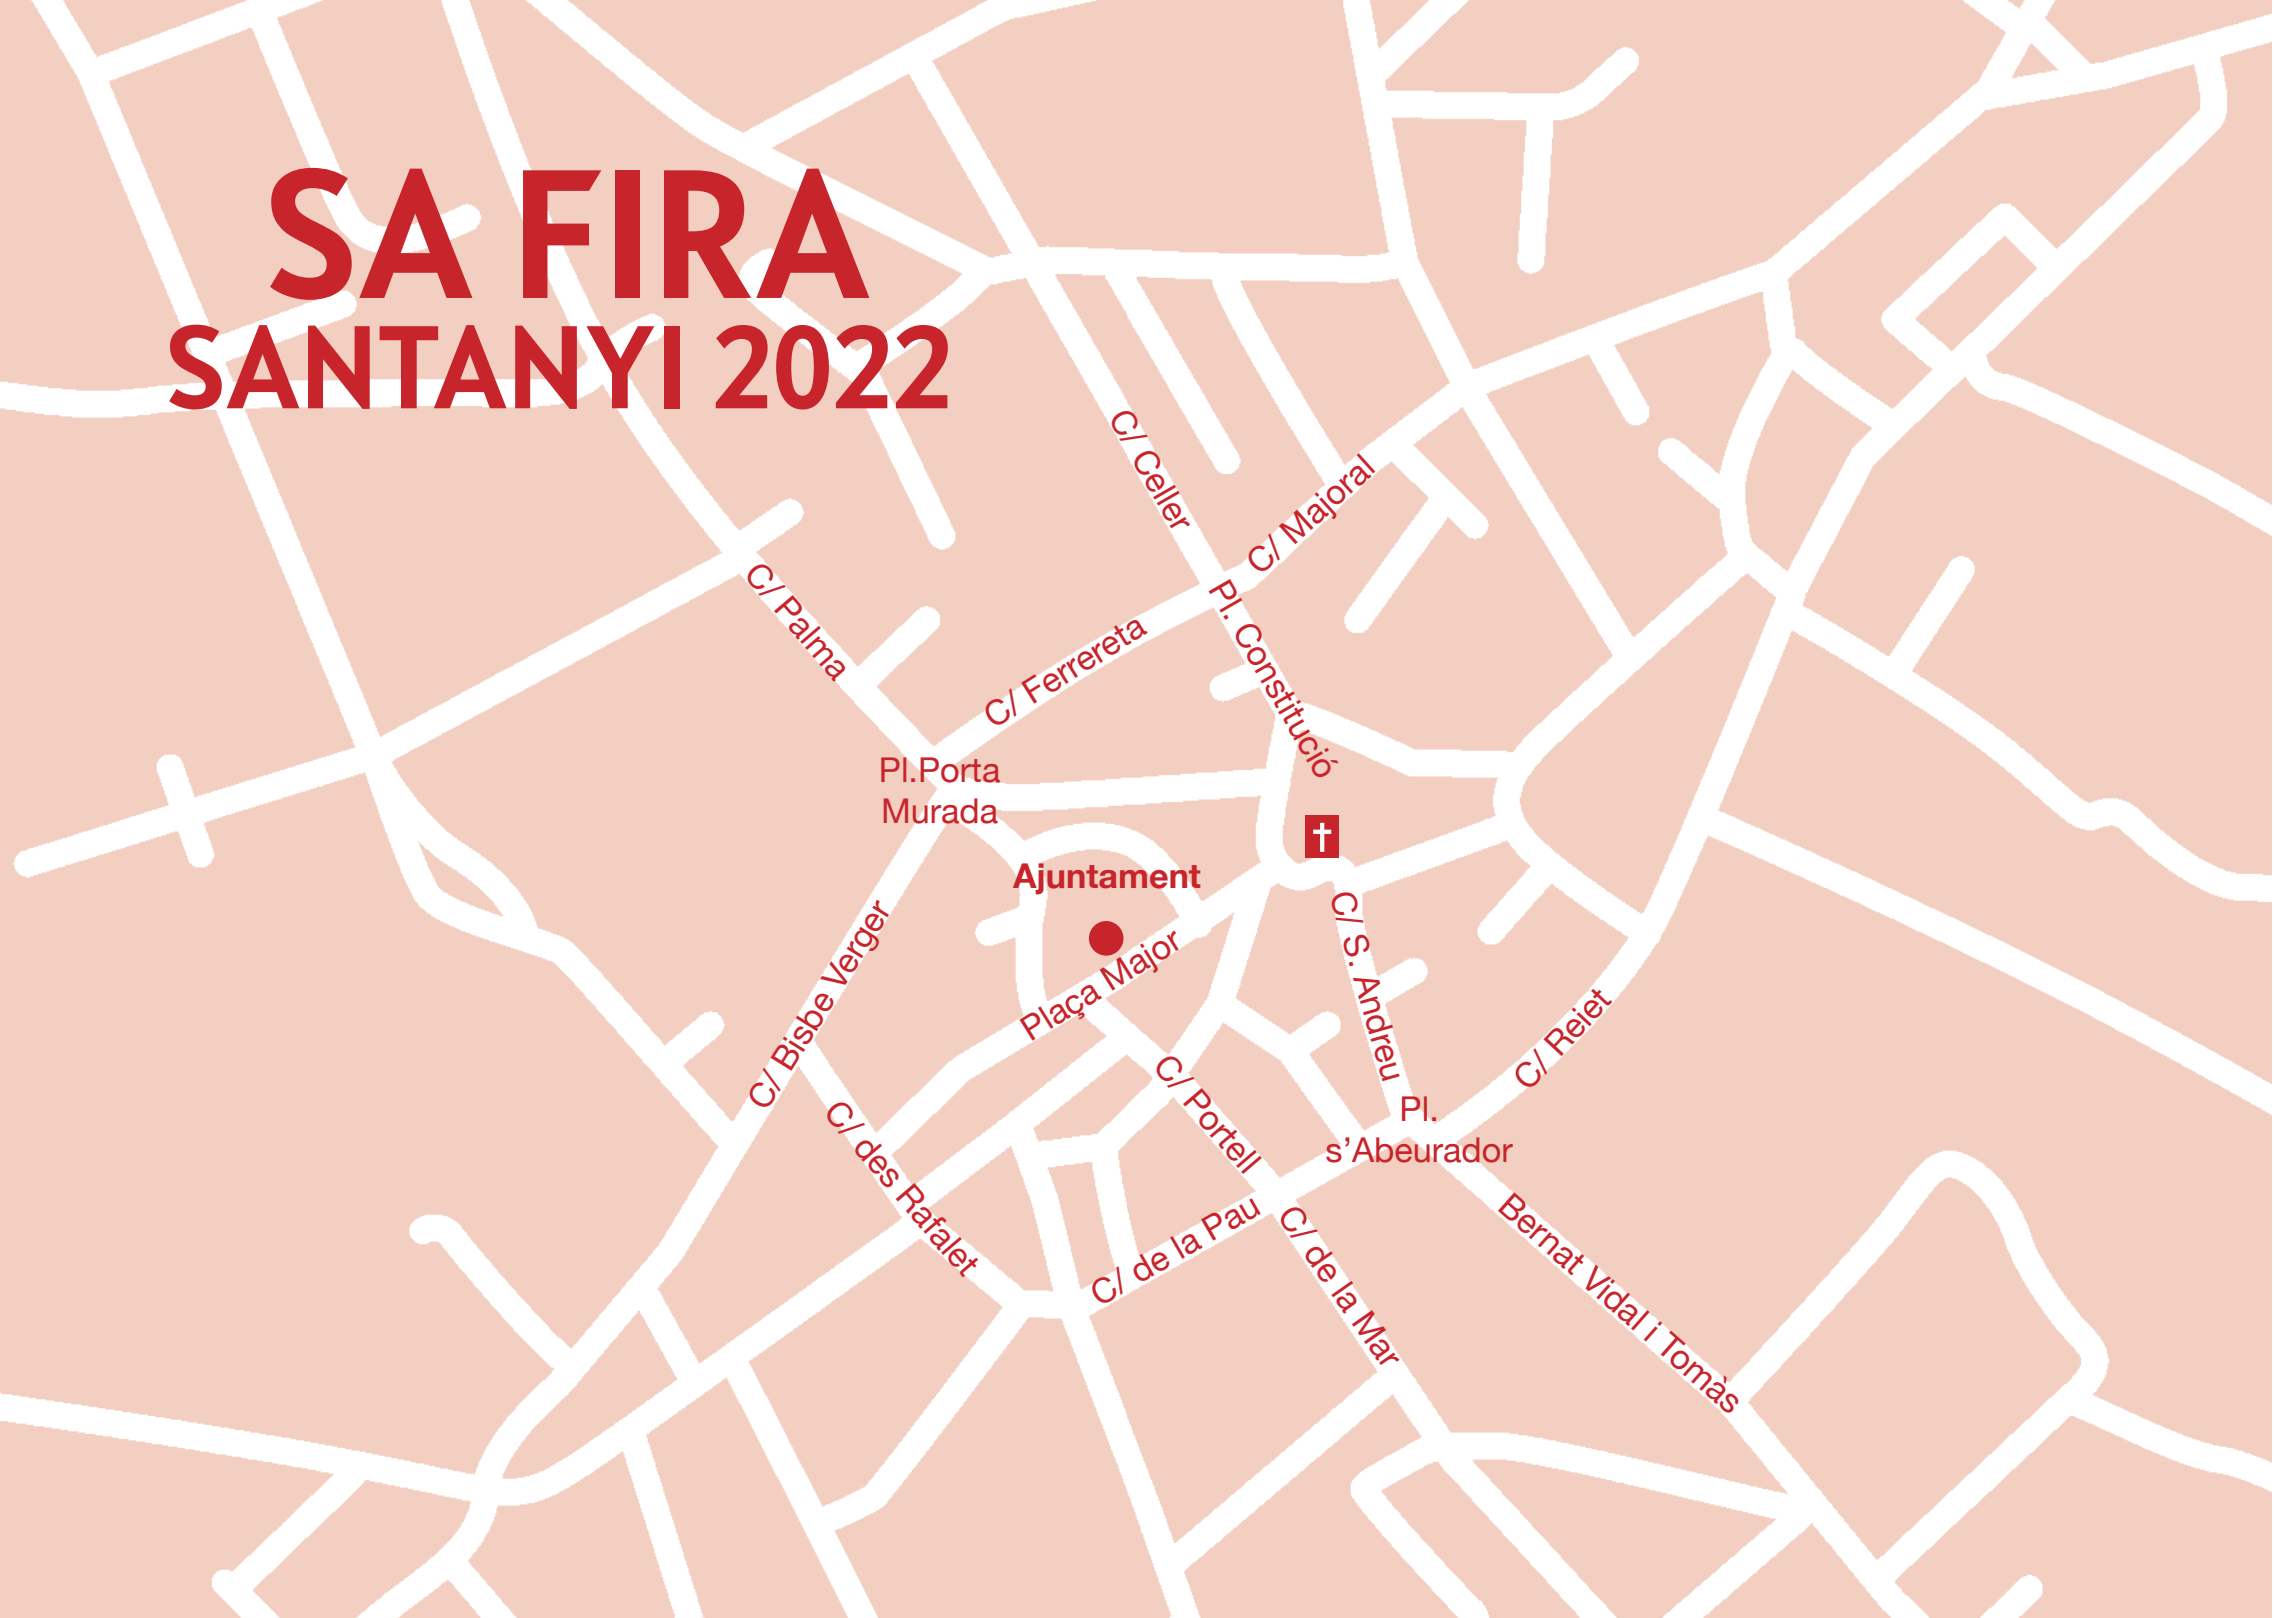 SA FIRA
SANTANYI 2022
C/ Celler
C/ Majoral
C/ Palma
Pl. Constitució
C/ Ferrereta
Pl.Porta
Murada
Ajuntament
C/ Bisbe Verger
Plaça Major
C/ S. Andreu
C/ Reiet
C/ Portell
C/ des Rafalet
Pl.
s’Abeurador
C/ de la Pau
C/ de la Mar
Bernat Vidal i Tomàs